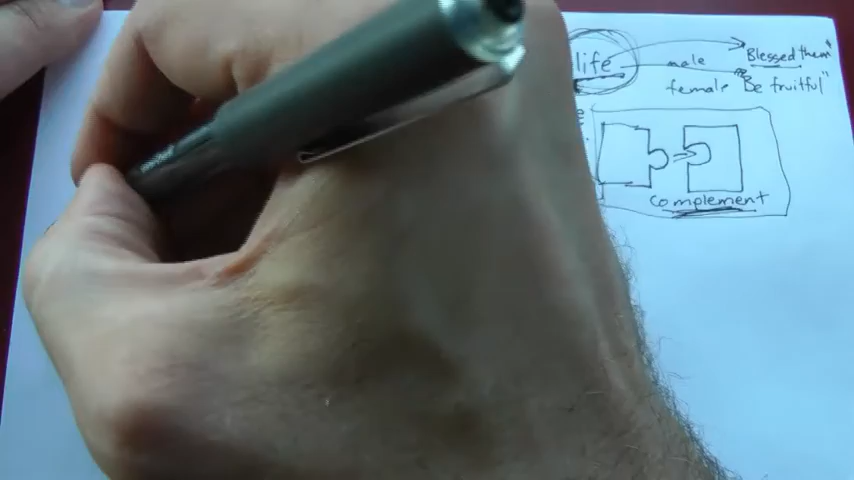 life
male
Blessed them"
female
"Be fruitful"
complement